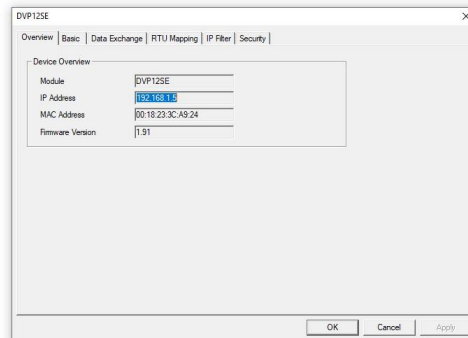 DVP12SE
Overview Basic Data Exchange RTU Mapping IP Filter Security
Device Overview
Module DVP12SE
IP Address 192.168.1.5
MAC Address 00:18:23:3C:A9:24
Firmware Version 1.91
OK Cancel Apply